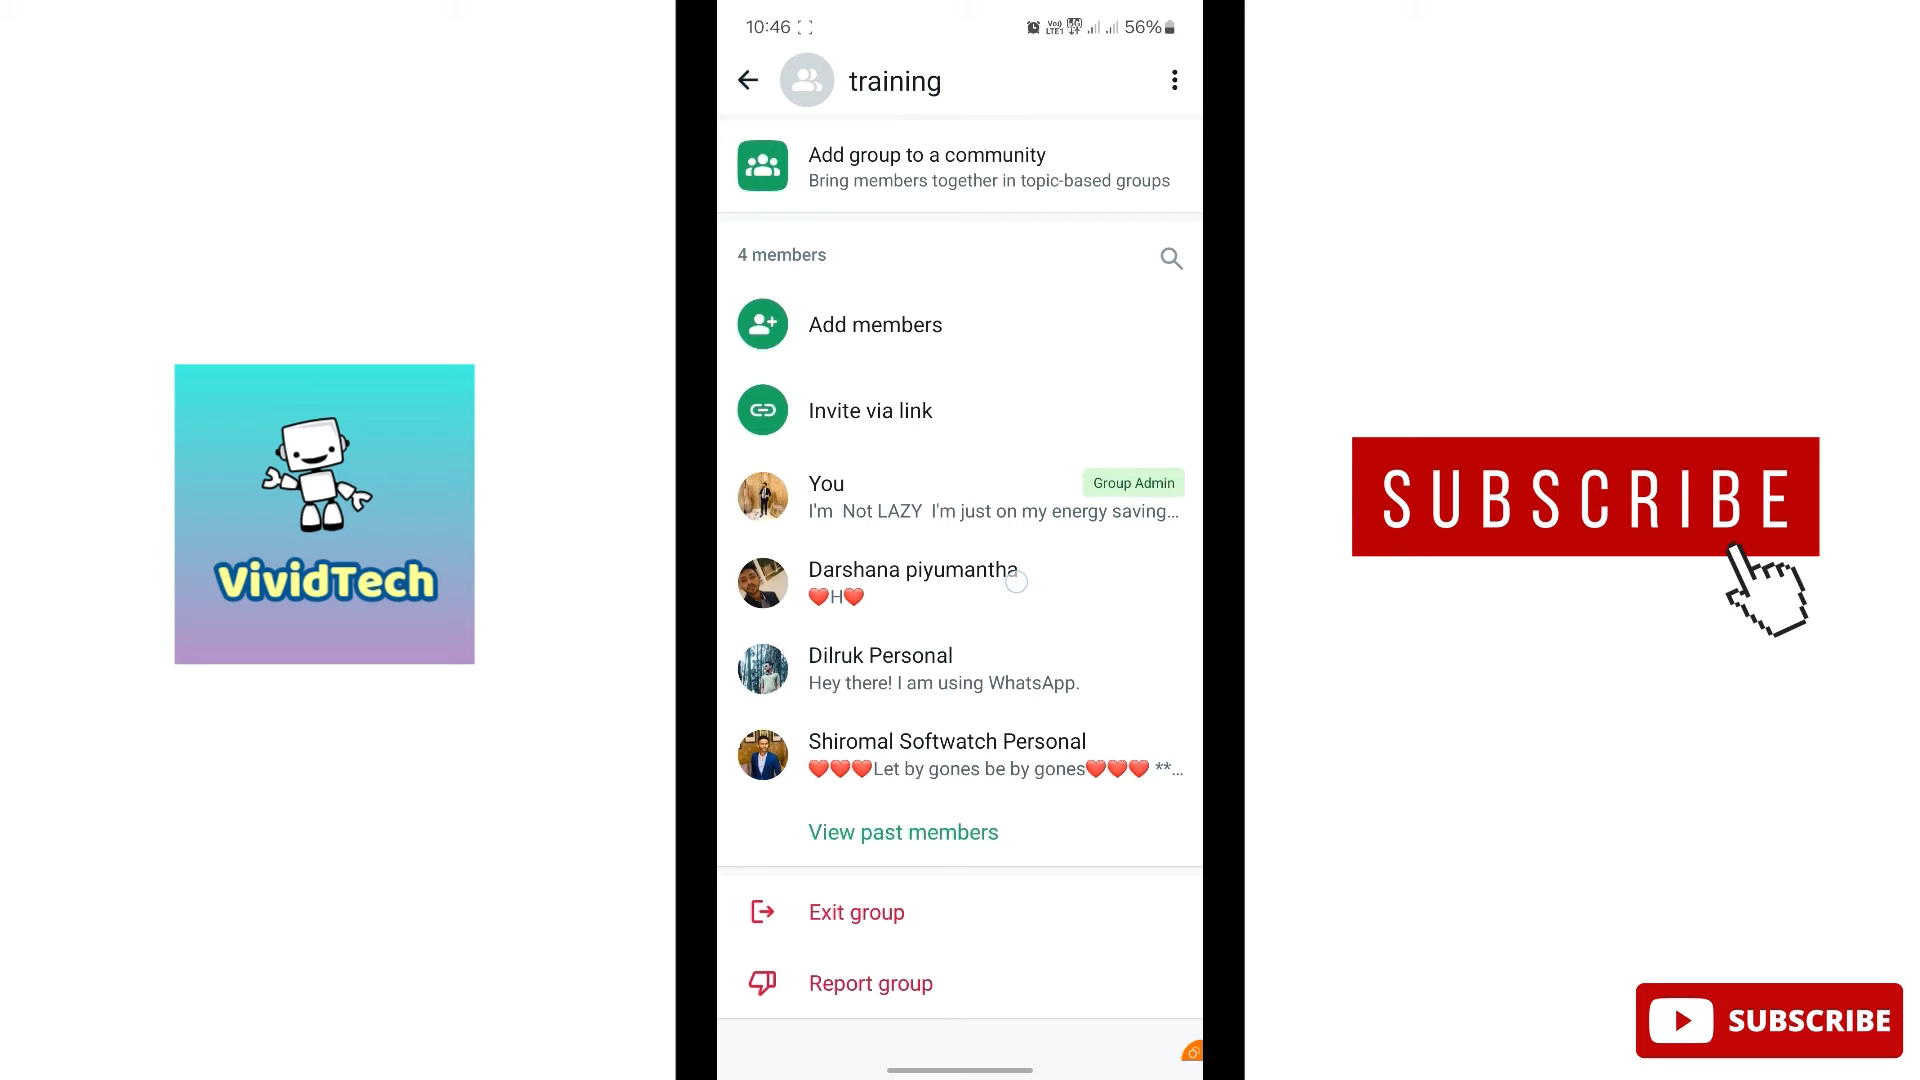 10:46
56%
training
Add group to a community
Bring members together in topic-based groups
4 members
Add members
Invite via link
You
Group Admin
I'm  Not LAZY  I'm just on my energy saving...
Darshana piyumantha
❤️H❤️
Dilruk Personal
Hey there! I am using WhatsApp.
Shiromal Softwatch Personal
❤️❤️❤️Let by gones be by gones❤️❤️❤️ **...
View past members
Exit group
Report group
VividTech
SUBSCRIBE
SUBSCRIBE